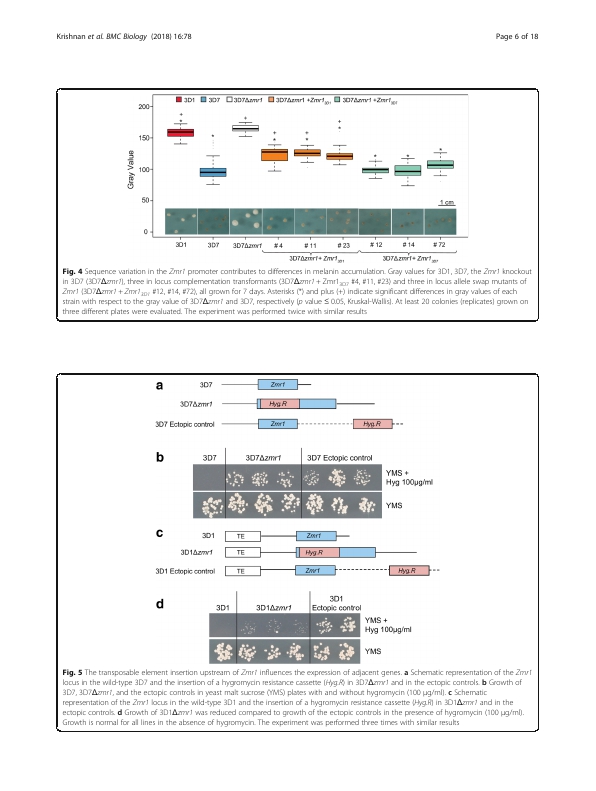 Krishnan et al. BMC Biology (2018) 16:78
Page 6 of 18
3D1 3D7 3D7Δzmr1 3D7Δzmr1 +Zmr13D1 3D7Δzmr1 +Zmr13D7
200
150
100
50
0
Gray Value
1 cm
3D1 3D7 3D7Δzmr1 # 4 # 11 # 23 # 12 # 14 # 72
3D7Δzmr1+ Zmr13D1 3D7Δzmr1+ Zmr13D7
Fig. 4 Sequence variation in the Zmr1 promoter contributes to differences in melanin accumulation. Gray values for 3D1, 3D7, the Zmr1 knockout
in 3D7 (3D7Δzmr1), three in locus complementation transformants (3D7Δzmr1 + Zmr13D1 #4, #11, #23) and three in locus allele swap mutants of
Zmr1 (3D7Δzmr1 + Zmr13D7 #12, #14, #72), all grown for 7 days. Asterisks (*) and plus (+) indicate significant differences in gray values of each
strain with respect to the gray value of 3D7Δzmr1 and 3D7, respectively (p value ≤ 0.05, Kruskal-Wallis). At least 20 colonies (replicates) grown on
three different plates were evaluated. The experiment was performed twice with similar results
a
3D7 Zmr1
3D7Δzmr1 Hyg.R
3D7 Ectopic control Zmr1 Hyg.R
b
3D7 3D7Δzmr1 3D7 Ectopic control
YMS +
Hyg 100µg/ml
YMS
c
3D1 TE Zmr1
3D1Δzmr1 TE Hyg.R
3D1 Ectopic control TE Zmr1 Hyg.R
d
3D1 3D1Δzmr1 3D1
Ectopic control
YMS +
Hyg 100µg/ml
YMS
Fig. 5 The transposable element insertion upstream of Zmr1 influences the expression of adjacent genes. a Schematic representation of the Zmr1
locus in the wild-type 3D7 and the insertion of a hygromycin resistance cassette (Hyg.R) in 3D7Δzmr1 and in the ectopic controls. b Growth of
3D7, 3D7Δzmr1, and the ectopic controls in yeast malt sucrose (YMS) plates with and without hygromycin (100 µg/ml). c Schematic
representation of the Zmr1 locus in the wild-type 3D1 and the insertion of a hygromycin resistance cassette (Hyg.R) in 3D1Δzmr1 and in the
ectopic controls. d Growth of 3D1Δzmr1 was reduced compared to growth of the ectopic controls in the presence of hygromycin (100 µg/ml).
Growth is normal for all lines in the absence of hygromycin. The experiment was performed three times with similar results